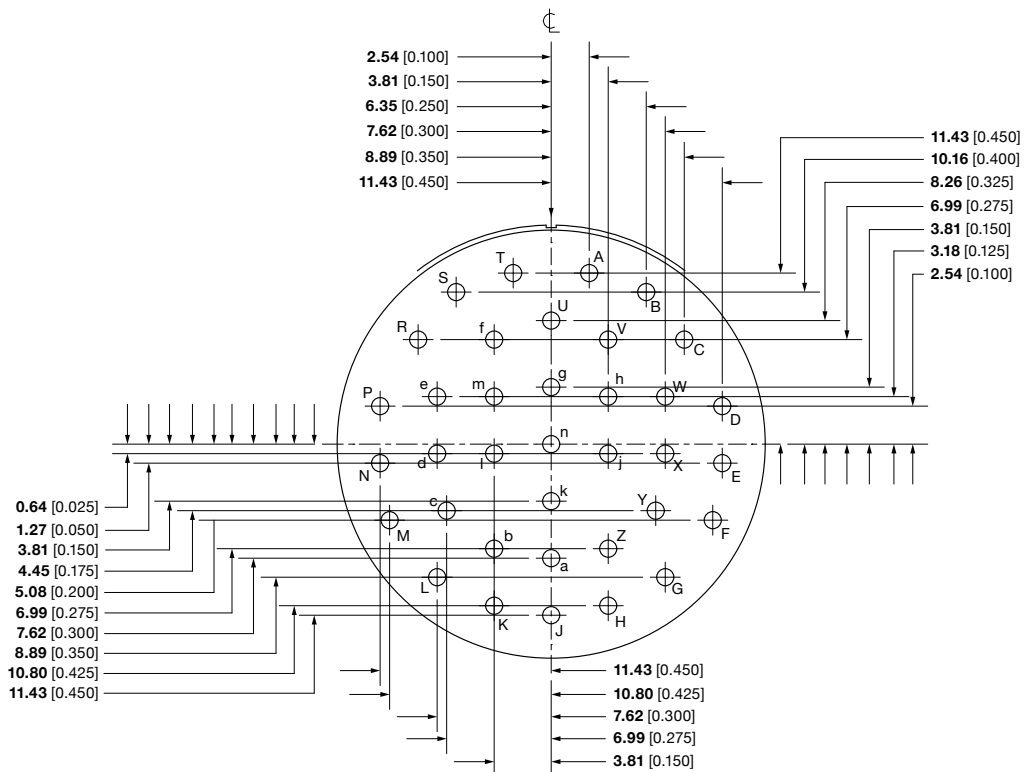 ℄
2.54 [0.100]
3.81 [0.150]
6.35 [0.250]
7.62 [0.300]
8.89 [0.350]
11.43 [0.450]
11.43 [0.450]
10.16 [0.400]
8.26 [0.325]
6.99 [0.275]
3.81 [0.150]
3.18 [0.125]
2.54 [0.100]
T A
S B
U
R f V C
g
e m h W
P D
n
d l j X
N E
k
c Y
M F
b Z
a
L G
K J H
0.64 [0.025]
1.27 [0.050]
3.81 [0.150]
4.45 [0.175]
5.08 [0.200]
6.99 [0.275]
7.62 [0.300]
8.89 [0.350]
10.80 [0.425]
11.43 [0.450]
11.43 [0.450]
10.80 [0.425]
7.62 [0.300]
6.99 [0.275]
3.81 [0.150]